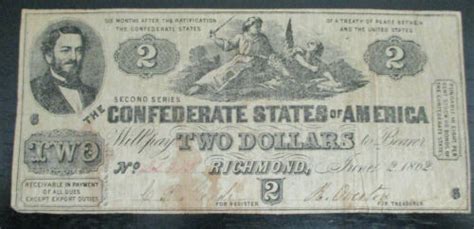 SIX MONTHS AFTER THE RATIFICATION
OF A TREATY OF PEACE BETWEEN
THE CONFEDERATE STATES
AND THE UNITED STATES
2
2
SECOND SERIES
THE CONFEDERATE STATES OF AMERICA
Will pay TWO DOLLARS to Bearer
TWO
No
RICHMOND, June 2, 1862
RECEIVABLE IN PAYMENT
OF ALL DUES
EXCEPT EXPORT DUTIES
2
FOR TREASURER